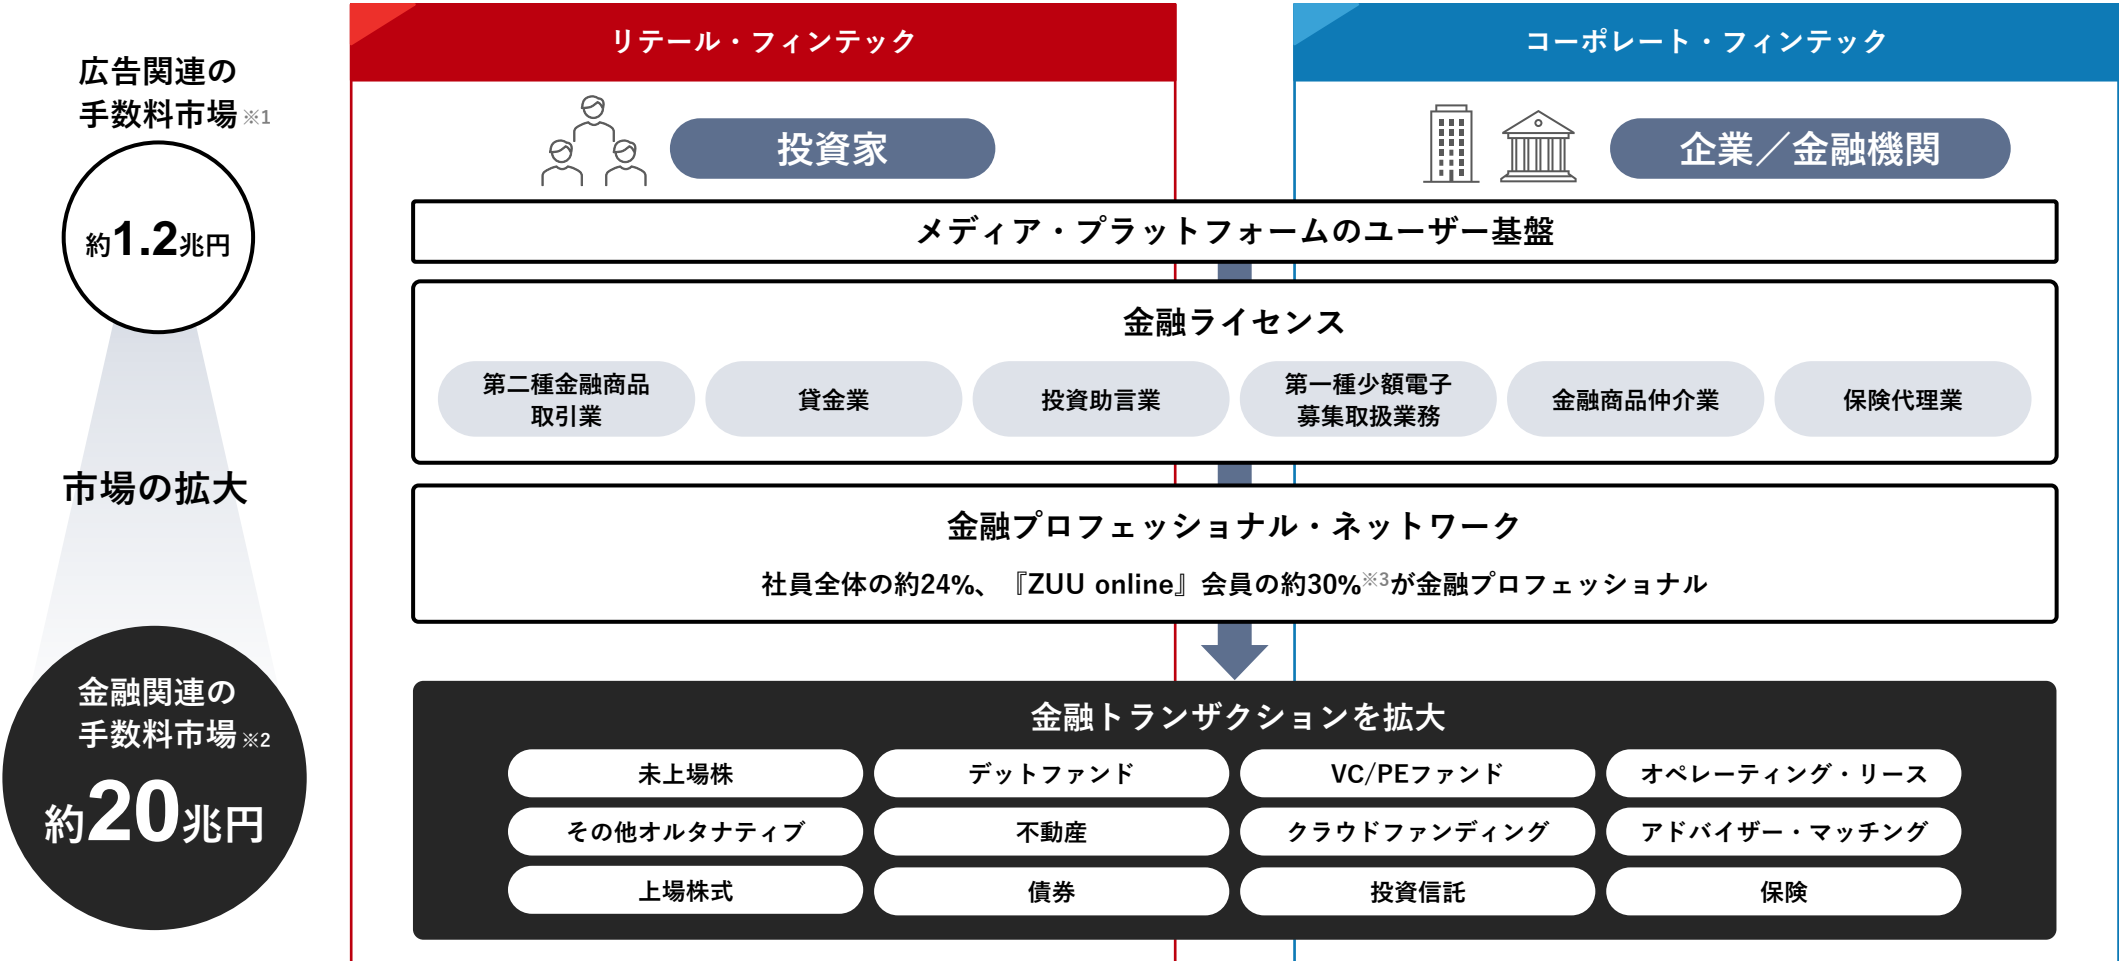 広告関連の
手数料市場※1
約1.2兆円
市場の拡大
金融関連の
手数料市場※2
約20兆円
リテール・フィンテック
コーポレート・フィンテック
投資家
企業／金融機関
メディア・プラットフォームのユーザー基盤
金融ライセンス
第二種金融商品
取引業
貸金業
投資助言業
第一種少額電子
募集取扱業務
金融商品仲介業
保険代理業
金融プロフェッショナル・ネットワーク
社員全体の約24%、『ZUU online』会員の約30%※3が金融プロフェッショナル
金融トランザクションを拡大
未上場株
デットファンド
VC/PEファンド
オペレーティング・リース
その他オルタナティブ
不動産
クラウドファンディング
アドバイザー・マッチング
上場株式
債券
投資信託
保険